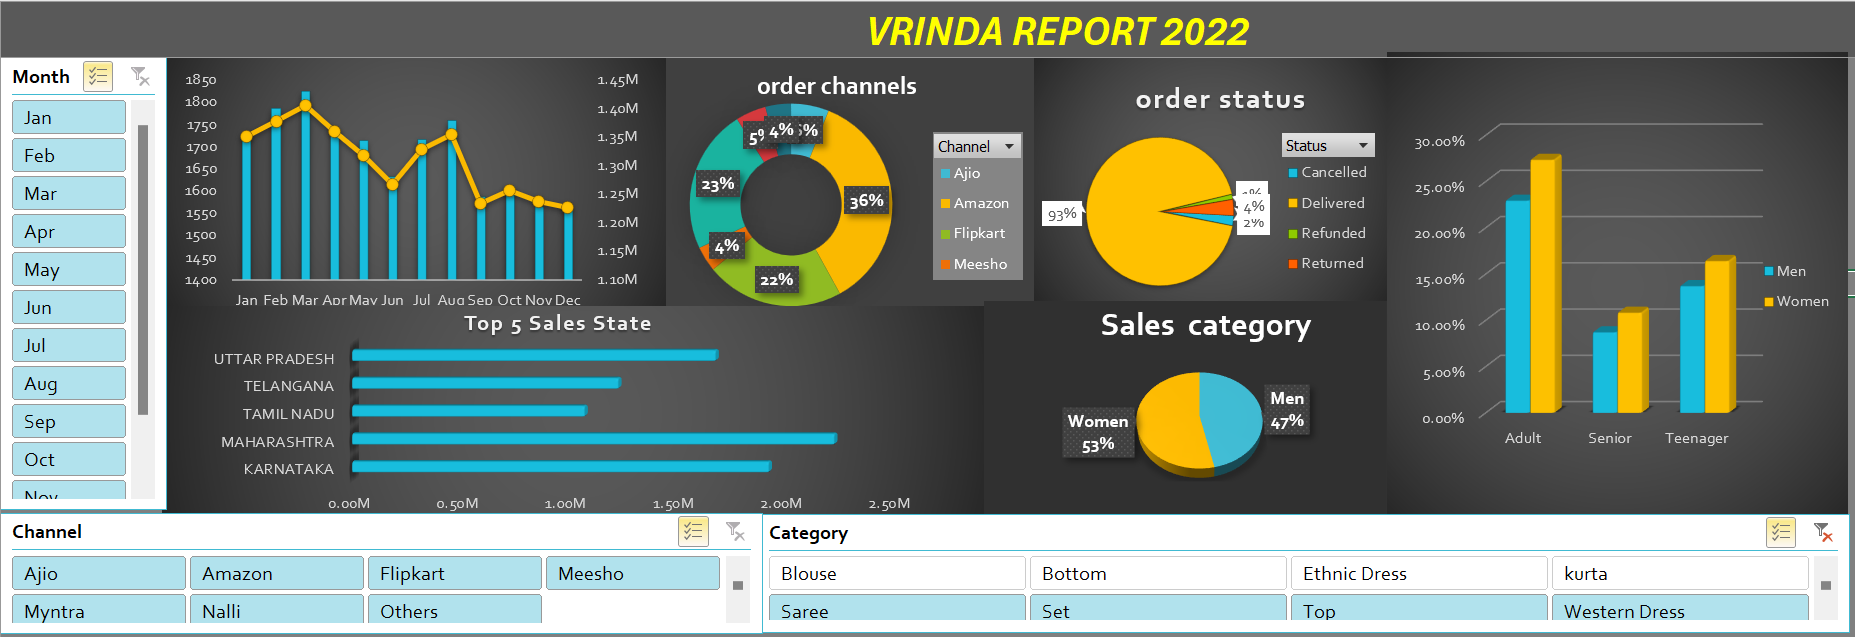 VRINDA REPORT 2022
Month
Jan
Feb
Mar
Apr
May
Jun
Jul
Aug
Sep
Oct
Nov
1850
1800
1750
1700
1650
1600
1550
1500
1450
1400
1.45M
1.40M
1.35M
1.30M
1.25M
1.20M
1.15M
1.10M
Jan Feb Mar Apr May Jun Jul Aug Sep Oct Nov Dec
order channels
4%
23%
36%
4%
22%
Channel
Ajio
Amazon
Flipkart
Meesho
order status
93%
4%
2%
Status
Cancelled
Delivered
Refunded
Returned
30.00%
25.00%
20.00%
15.00%
10.00%
5.00%
0.00%
Adult Senior Teenager
Men
Women
Top 5 Sales State
UTTAR PRADESH
TELANGANA
TAMIL NADU
MAHARASHTRA
KARNATAKA
0.00M 0.50M 1.00M 1.50M 2.00M 2.50M
Sales category
Men
47%
Women
53%
Channel
Ajio Amazon Flipkart Meesho
Myntra Nalli Others
Category
Blouse Bottom Ethnic Dress kurta
Saree Set Top Western Dress